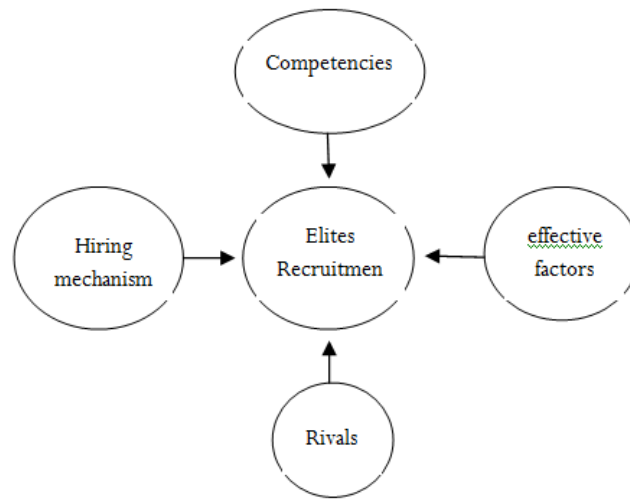 Competencies
Hiring
mechanism
Elites
Recruitmen
effective
factors
Rivals